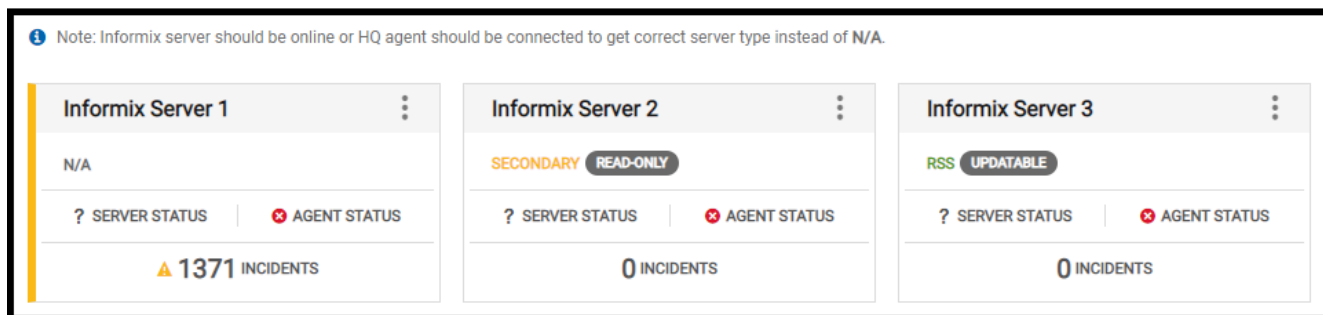 Note: Informix server should be online or HQ agent should be connected to get correct server type instead of N/A.
Informix Server 1
N/A
? SERVER STATUS AGENT STATUS
1371 INCIDENTS
Informix Server 2
SECONDARY READ-ONLY
? SERVER STATUS AGENT STATUS
0 INCIDENTS
Informix Server 3
RSS UPDATABLE
? SERVER STATUS AGENT STATUS
0 INCIDENTS